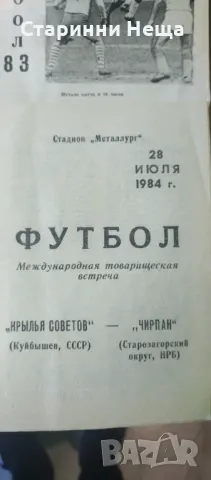 Старинни Неща
О
О
Л
83
Стадион „Металлург“
28
ИЮЛЯ
1984 г.
ФУТБОЛ
Международная товарищеская
встреча
„КРЫЛЬЯ СОВЕТОВ“ — „ЧИРПАН“
(Куйбышев, СССР) (Старозагорский
округ, НРБ)
BAZAR